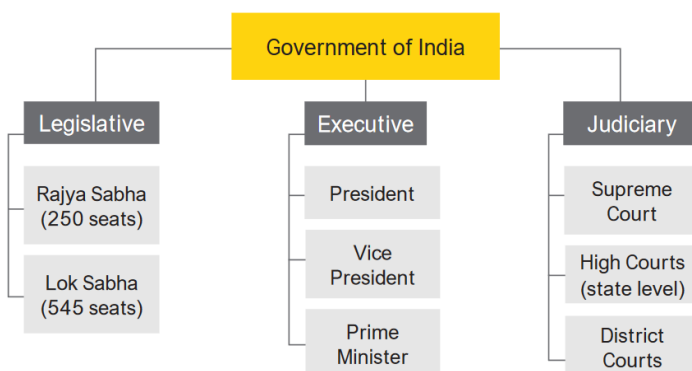 Government of India
Legislative
Rajya Sabha
(250 seats)
Lok Sabha
(545 seats)
Executive
President
Vice
President
Prime
Minister
Judiciary
Supreme
Court
High Courts
(state level)
District
Courts